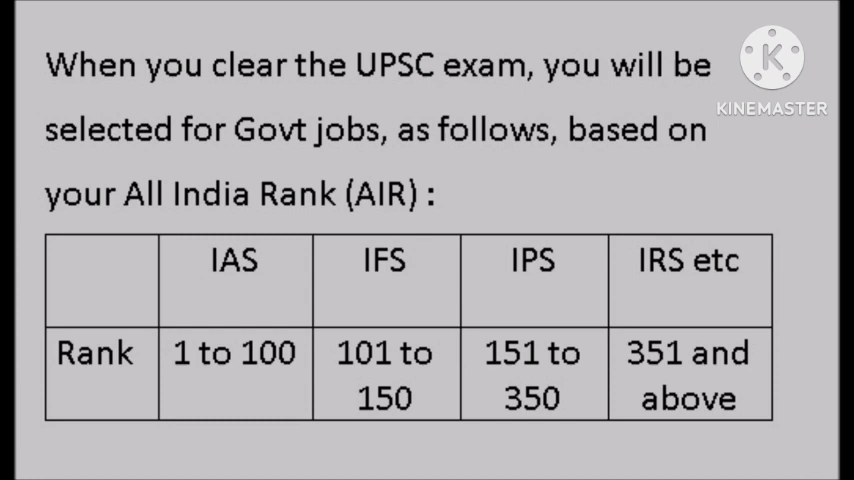 When you clear the UPSC exam, you will be
KINEMASTER
selected for Govt jobs, as follows, based on
your All India Rank (AIR) :
IAS IFS IPS IRS etc
Rank 1 to 100 101 to 151 to 351 and
150 350 above